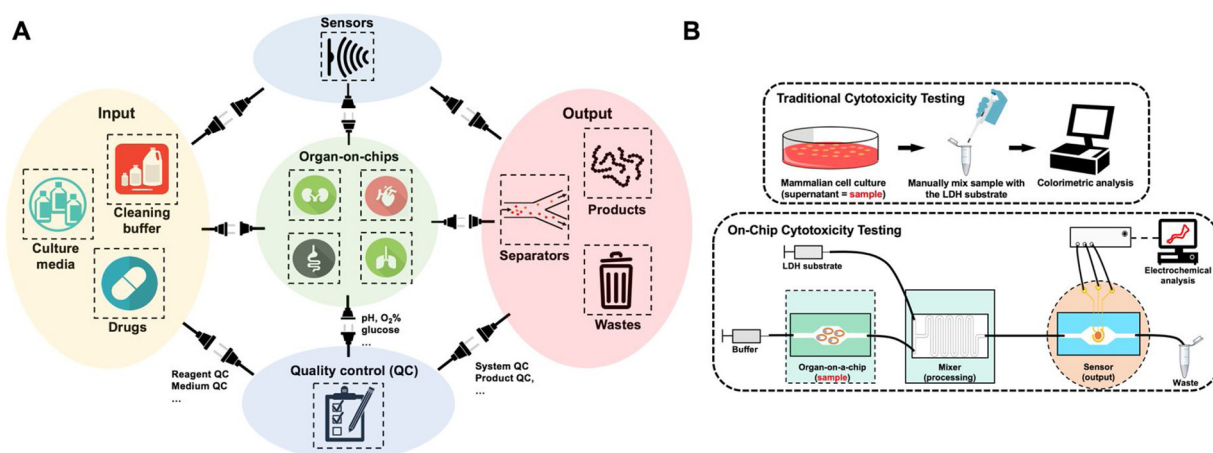 A
Sensors
Input
Cleaning
buffer
Culture
media
Drugs
Organ-on-chips
Output
Products
Separators
Wastes
pH, O₂%
glucose
...
Reagent QC
Medium QC
...
Quality control (QC)
System QC
Product QC,
...
B
Traditional Cytotoxicity Testing
Mammalian cell culture
(supernatant = sample)
Manually mix sample with
the LDH substrate
Colorimetric analysis
On-Chip Cytotoxicity Testing
LDH substrate
Electrochemical
analysis
Buffer
Organ-on-a-chip
(sample)
Mixer
(processing)
Sensor
(output)
Waste